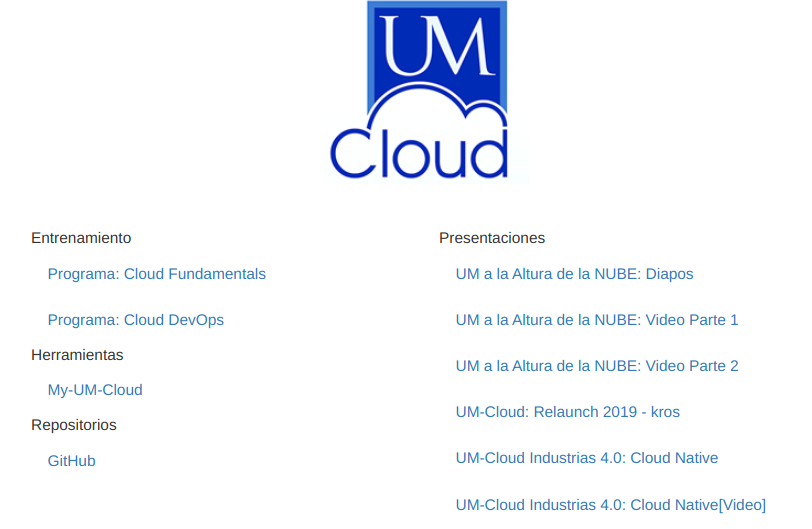 UM
Cloud
Entrenamiento
Programa: Cloud Fundamentals
Programa: Cloud DevOps
Herramientas
My-UM-Cloud
Repositorios
GitHub
Presentaciones
UM a la Altura de la NUBE: Diapos
UM a la Altura de la NUBE: Video Parte 1
UM a la Altura de la NUBE: Video Parte 2
UM-Cloud: Relaunch 2019 - kros
UM-Cloud Industrias 4.0: Cloud Native
UM-Cloud Industrias 4.0: Cloud Native[Video]